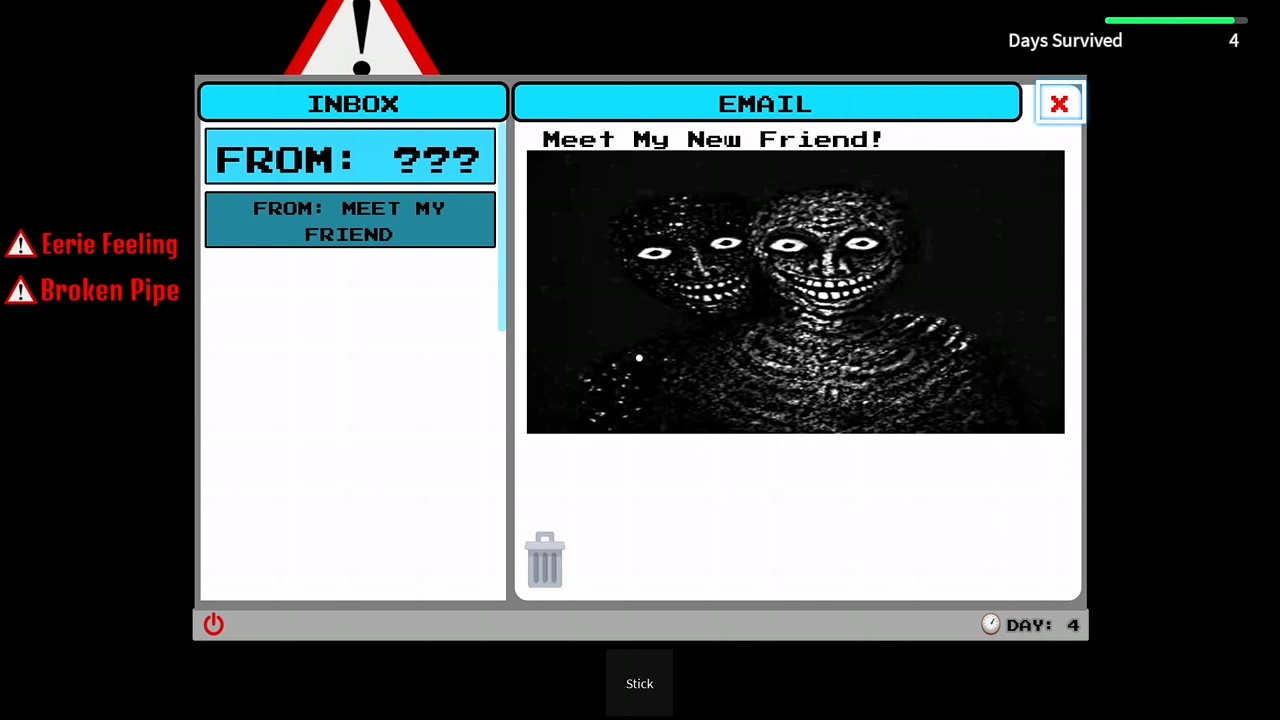 Days Survived 4
INBOX
EMAIL
X
FROM: ???
FROM: MEET MY
FRIEND
Meet My New Friend!
Eerie Feeling
Broken Pipe
DAY: 4
Stick